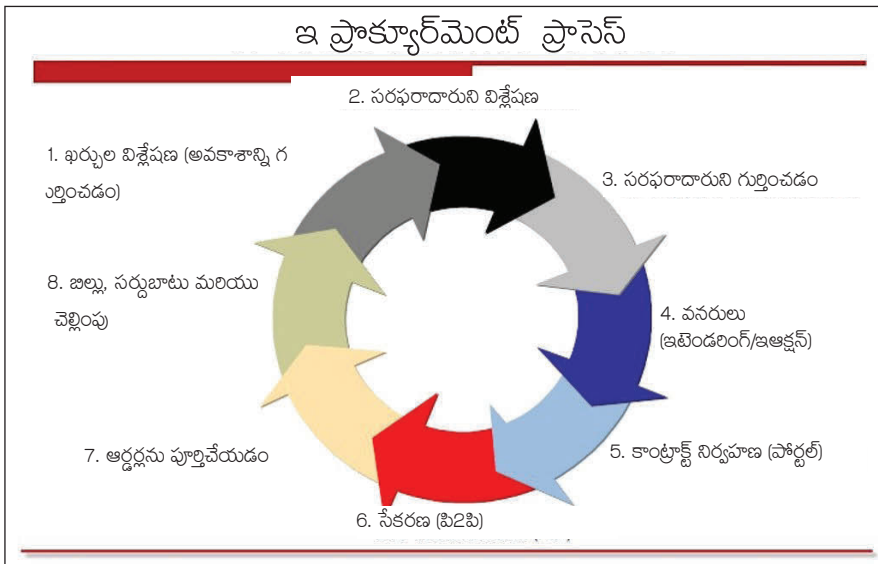 ఇ ప్రొక్యూర్‌మెంట్ ప్రాసెస్
1. ఖర్చుల విశ్లేషణ (అవకాశాన్ని గ
ుర్తించడం)
2. సరఫరాదారుని విశ్లేషణ
3. సరఫరాదారుని గుర్తించడం
4. వనరులు
(ఇటెండరింగ్/ఇఆక్షన్)
5. కాంట్రాక్ట్ నిర్వహణ (పోర్టల్)
6. సేకరణ (పి2పి)
7. ఆర్డర్లను పూర్తిచేయడం
8. బిల్లు, సర్దుబాటు మరియు
చెల్లింపు